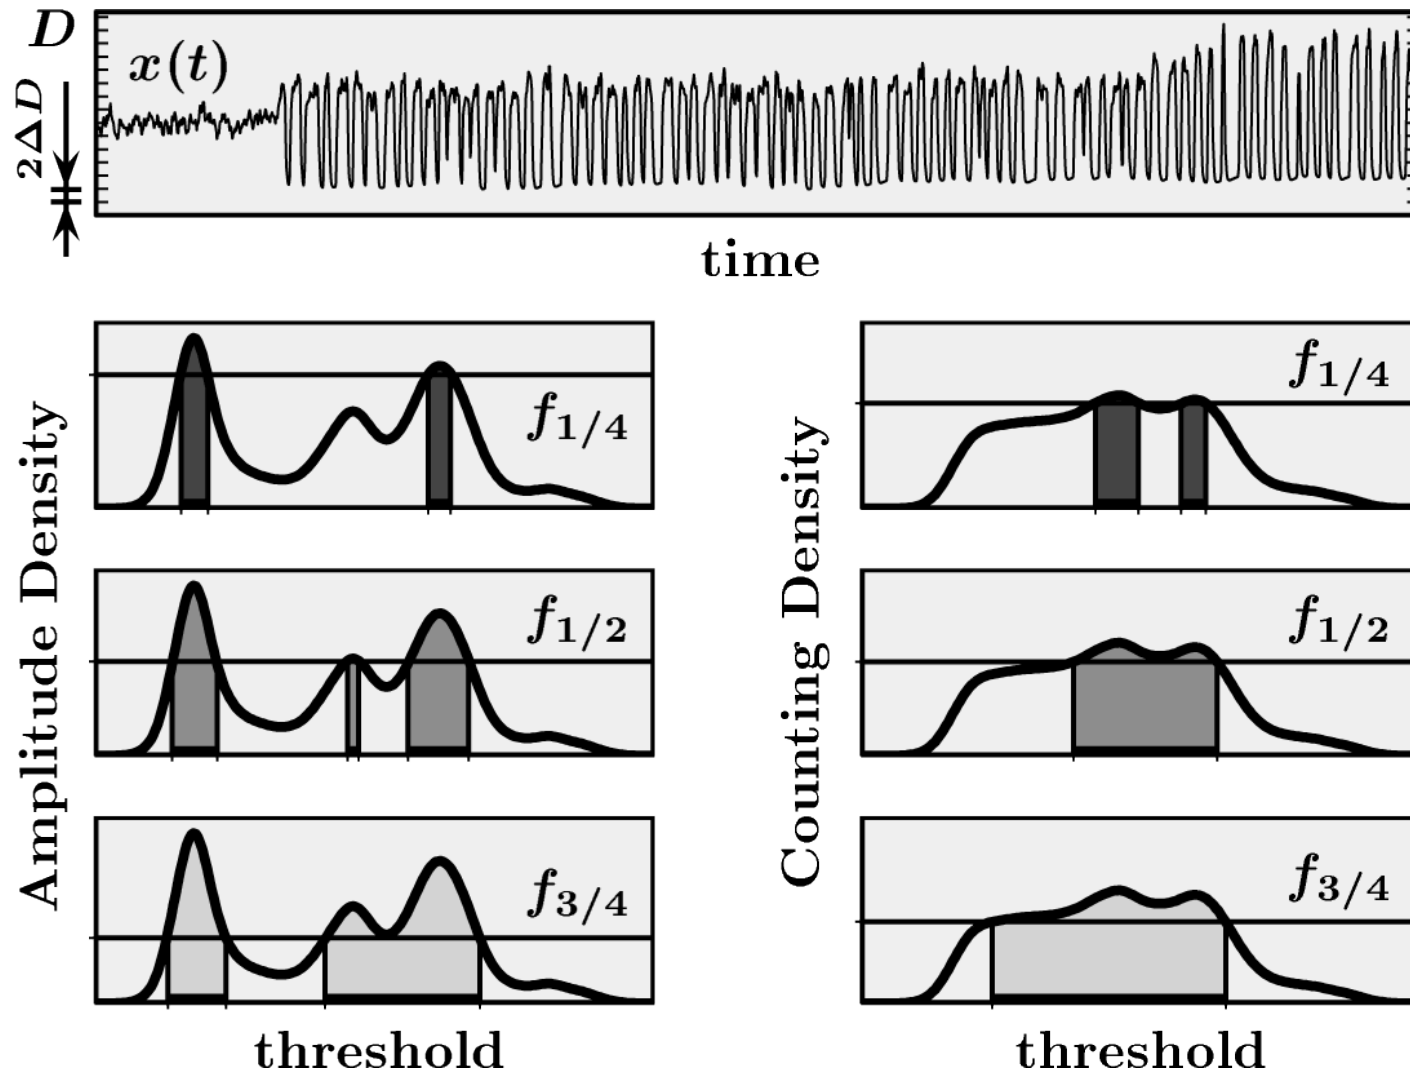 D
x(t)
2ΔD
time
Amplitude Density
f1/4
f1/2
f3/4
threshold
Counting Density
f1/4
f1/2
f3/4
threshold